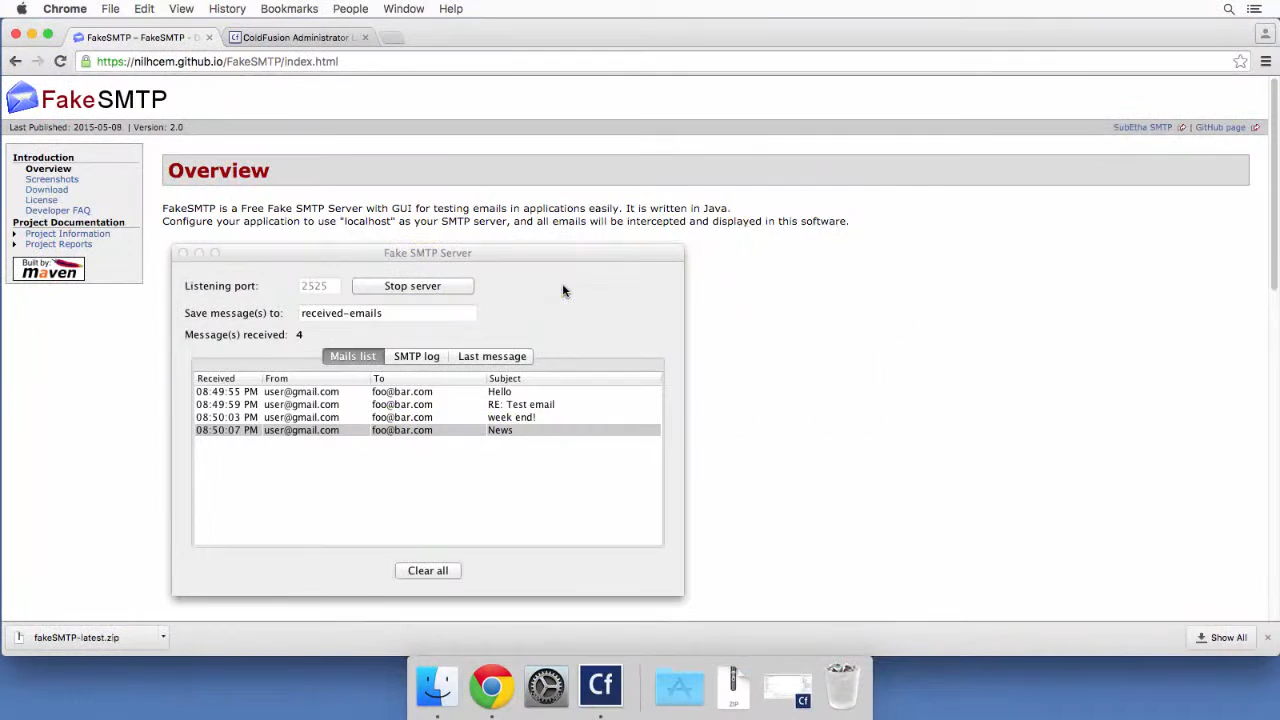 Chrome File Edit View History Bookmarks People Window Help
FakeSMTP – FakeSMTP - D
ColdFusion Administrator L
https://nilhcem.github.io/FakeSMTP/index.html
FakeSMTP
Last Published: 2015-05-08 | Version: 2.0
SubEtha SMTP | GitHub page
Introduction
Overview
Screenshots
Download
License
Developer FAQ
Project Documentation
Project Information
Project Reports
Built by:
maven
Overview
FakeSMTP is a Free Fake SMTP Server with GUI for testing emails in applications easily. It is written in Java.
Configure your application to use "localhost" as your SMTP server, and all emails will be intercepted and displayed in this software.
Fake SMTP Server
Listening port: 2525 Stop server
Save message(s) to: received-emails
Message(s) received: 4
Mails list SMTP log Last message
Received From To Subject
08:49:55 PM user@gmail.com foo@bar.com Hello
08:49:59 PM user@gmail.com foo@bar.com RE: Test email
08:50:03 PM user@gmail.com foo@bar.com week end!
08:50:07 PM user@gmail.com foo@bar.com News
Clear all
fakeSMTP-latest.zip
Show All
Cf
ZIP
Cf